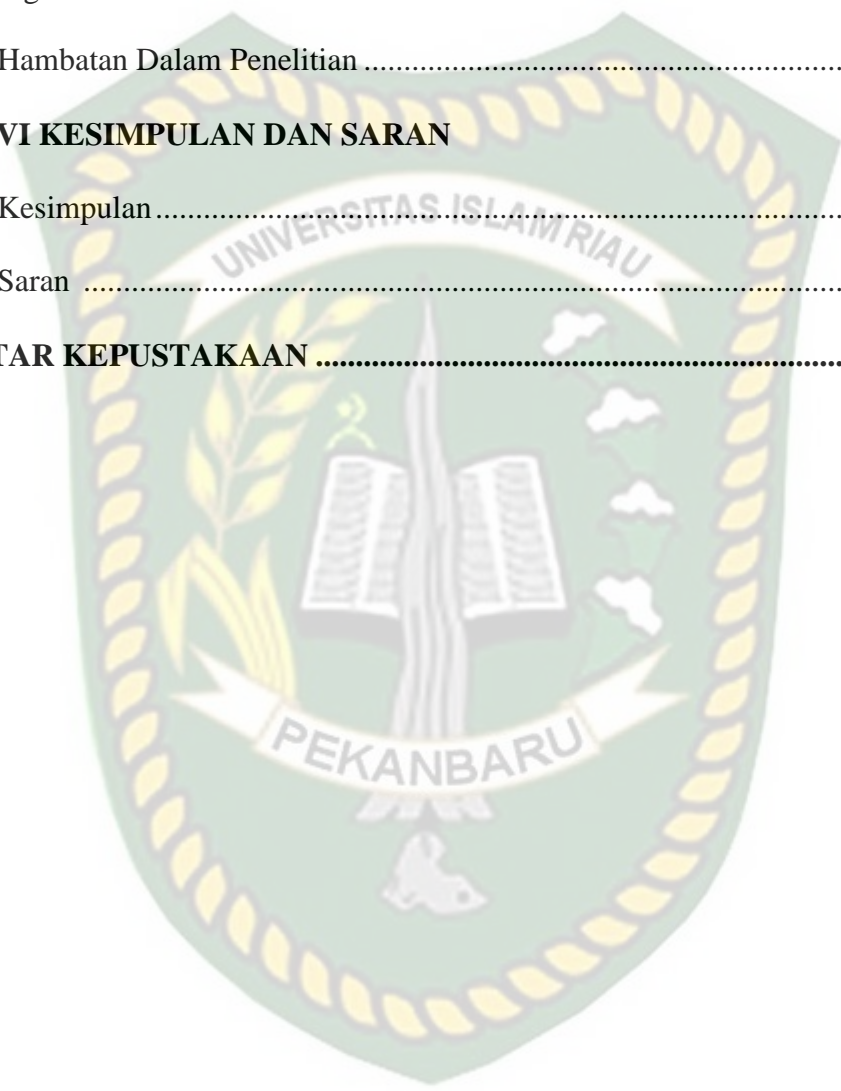 Hambatan Dalam Penelitian ........................................................................
VI KESIMPULAN DAN SARAN
Kesimpulan ........................................................................
UNIVERSITAS ISLAM RIAU
Saran ........................................................................
TAR KEPUSTAKAAN ........................................................................
PEKANBARU